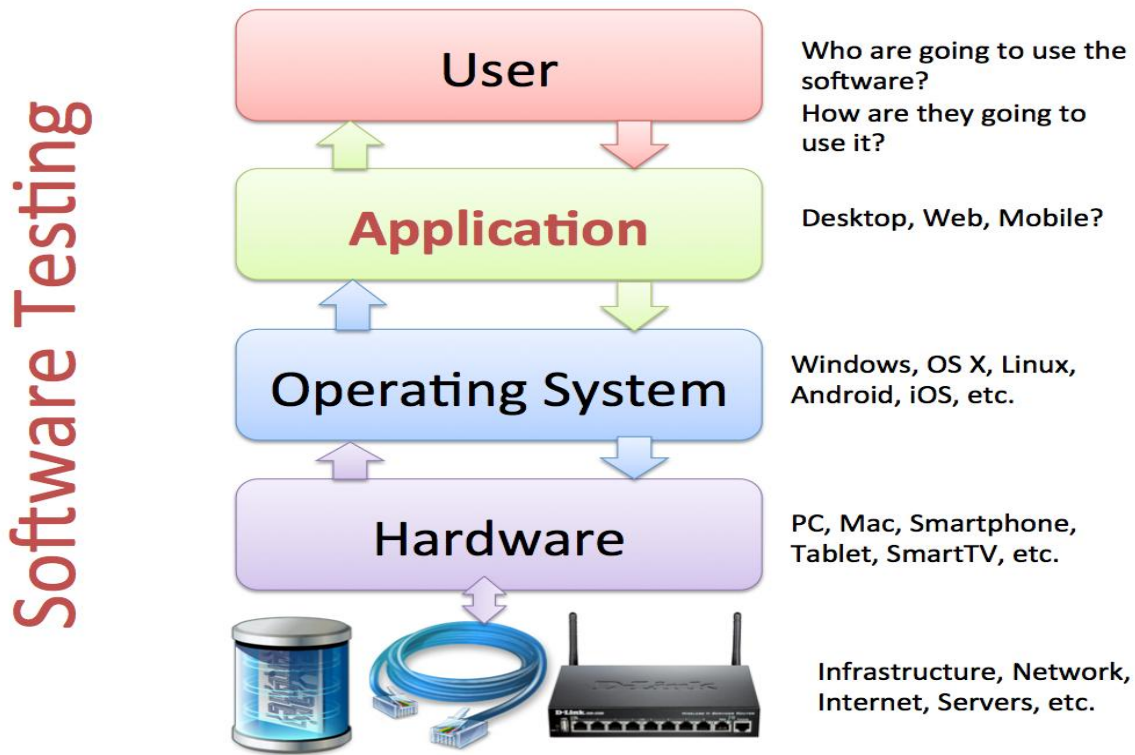 Software Testing
User
Who are going to use the
software?
How are they going to
use it?
Application
Desktop, Web, Mobile?
Operating System
Windows, OS X, Linux,
Android, iOS, etc.
Hardware
PC, Mac, Smartphone,
Tablet, SmartTV, etc.
D-Link
D-Link
Infrastructure, Network,
Internet, Servers, etc.